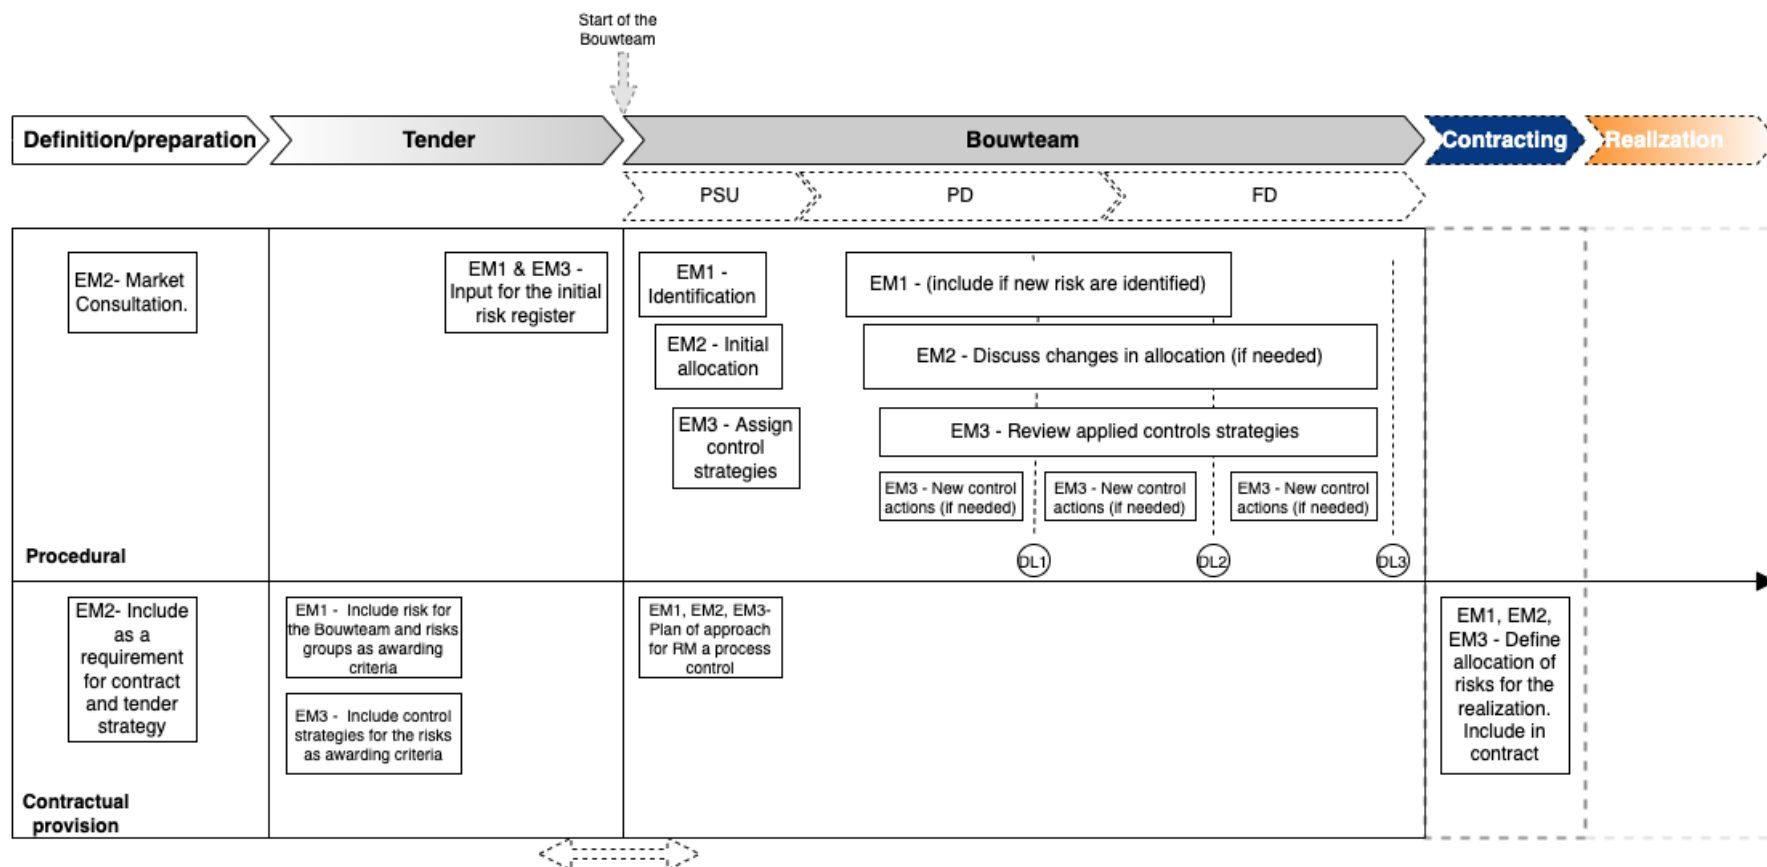 Start of the
Bouwteam
Definition/preparation
Tender
Bouwteam
Contracting
Realization
PSU
PD
FD
EM2- Market
Consultation.
EM1 & EM3 -
Input for the initial
risk register
EM1 -
Identification
EM2 - Initial
allocation
EM3 - Assign
control
strategies
EM1 - (include if new risk are identified)
EM2 - Discuss changes in allocation (if needed)
EM3 - Review applied controls strategies
EM3 - New control
actions (if needed)
EM3 - New control
actions (if needed)
EM3 - New control
actions (if needed)
DL1
DL2
DL3
Procedural
EM2- Include
as a
requirement
for contract
and tender
strategy
EM1 - Include risk for
the Bouwteam and risks
groups as awarding
criteria
EM3 - Include control
strategies for the risks
as awarding criteria
EM1, EM2, EM3-
Plan of approach
for RM a process
control
EM1, EM2,
EM3 - Define
allocation of
risks for the
realization.
Include in
contract
Contractual
provision